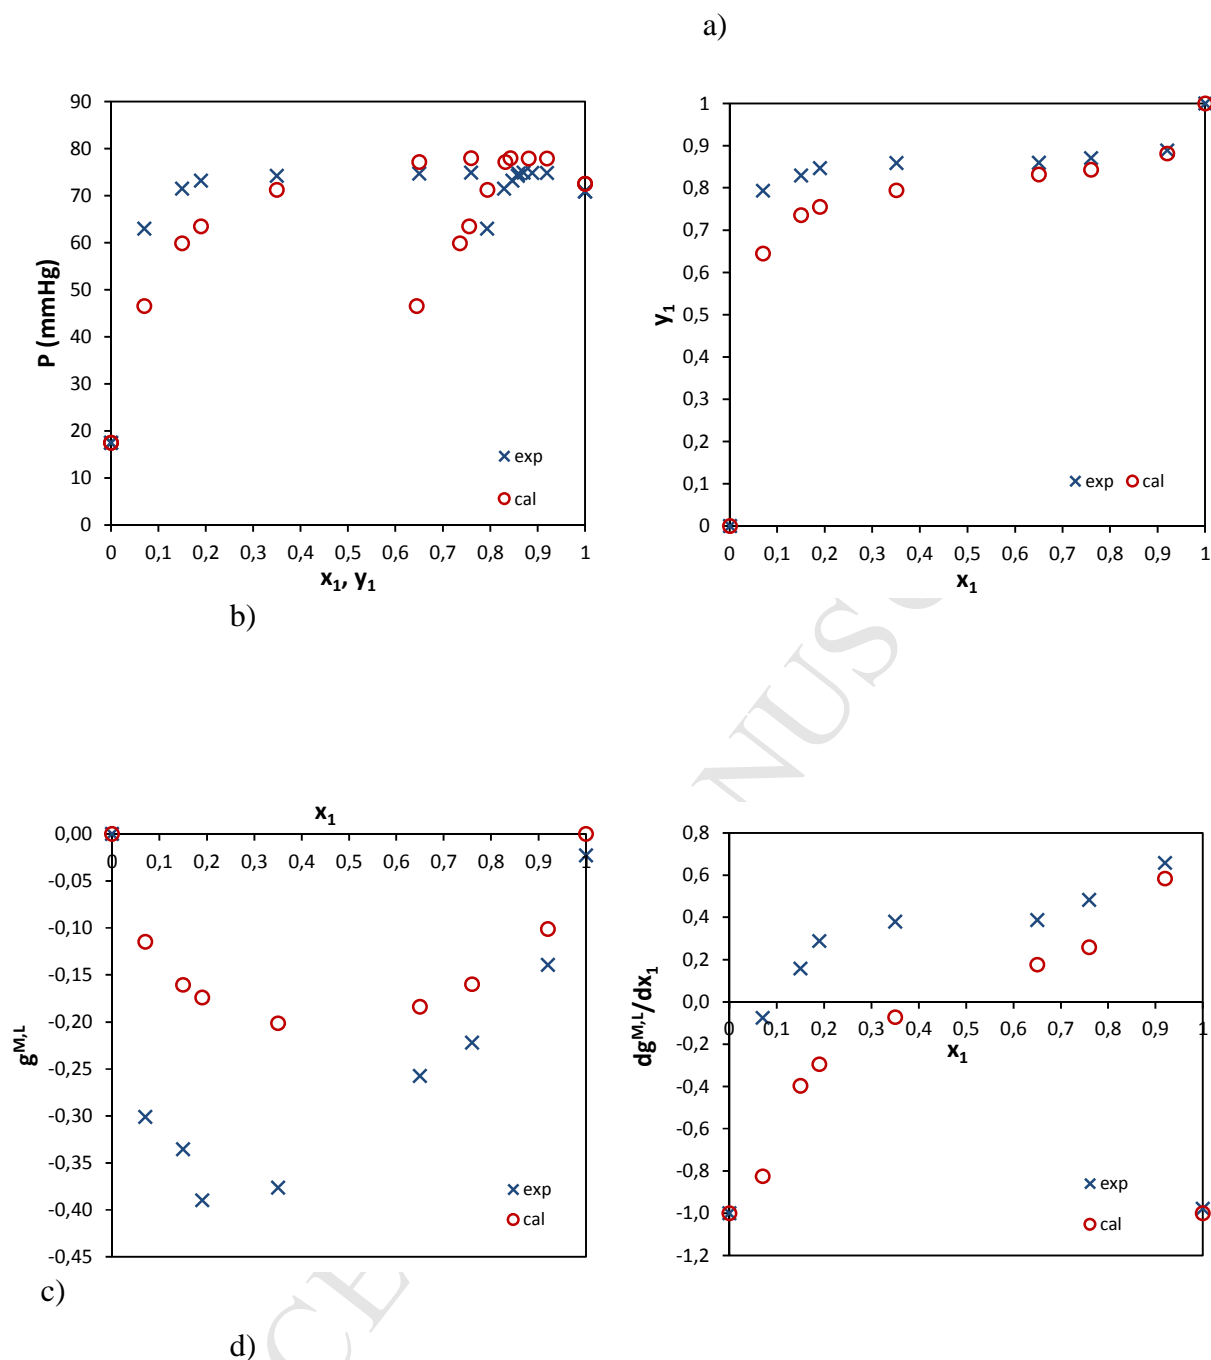 a)
90
80
70
60
50
40
30
20
10
0
P (mmHg)
0 0,1 0,2 0,3 0,4 0,5 0,6 0,7 0,8 0,9 1
x₁, y₁
exp
cal
1
0,9
0,8
0,7
0,6
0,5
0,4
0,3
0,2
0,1
0
y₁
0 0,1 0,2 0,3 0,4 0,5 0,6 0,7 0,8 0,9 1
x₁
exp cal
b)
NUSC
x₁
0,00
-0,05
-0,10
-0,15
-0,20
-0,25
-0,30
-0,35
-0,40
-0,45
g^M,L
0 0,1 0,2 0,3 0,4 0,5 0,6 0,7 0,8 0,9 1
exp
cal
0,8
0,6
0,4
0,2
0,0
-0,2
-0,4
-0,6
-0,8
-1,0
-1,2
dg^M,L/dx₁
0 0,1 0,2 0,3 0,4 0,5 0,6 0,7 0,8 0,9 1
x₁
exp
cal
c)
CE
d)